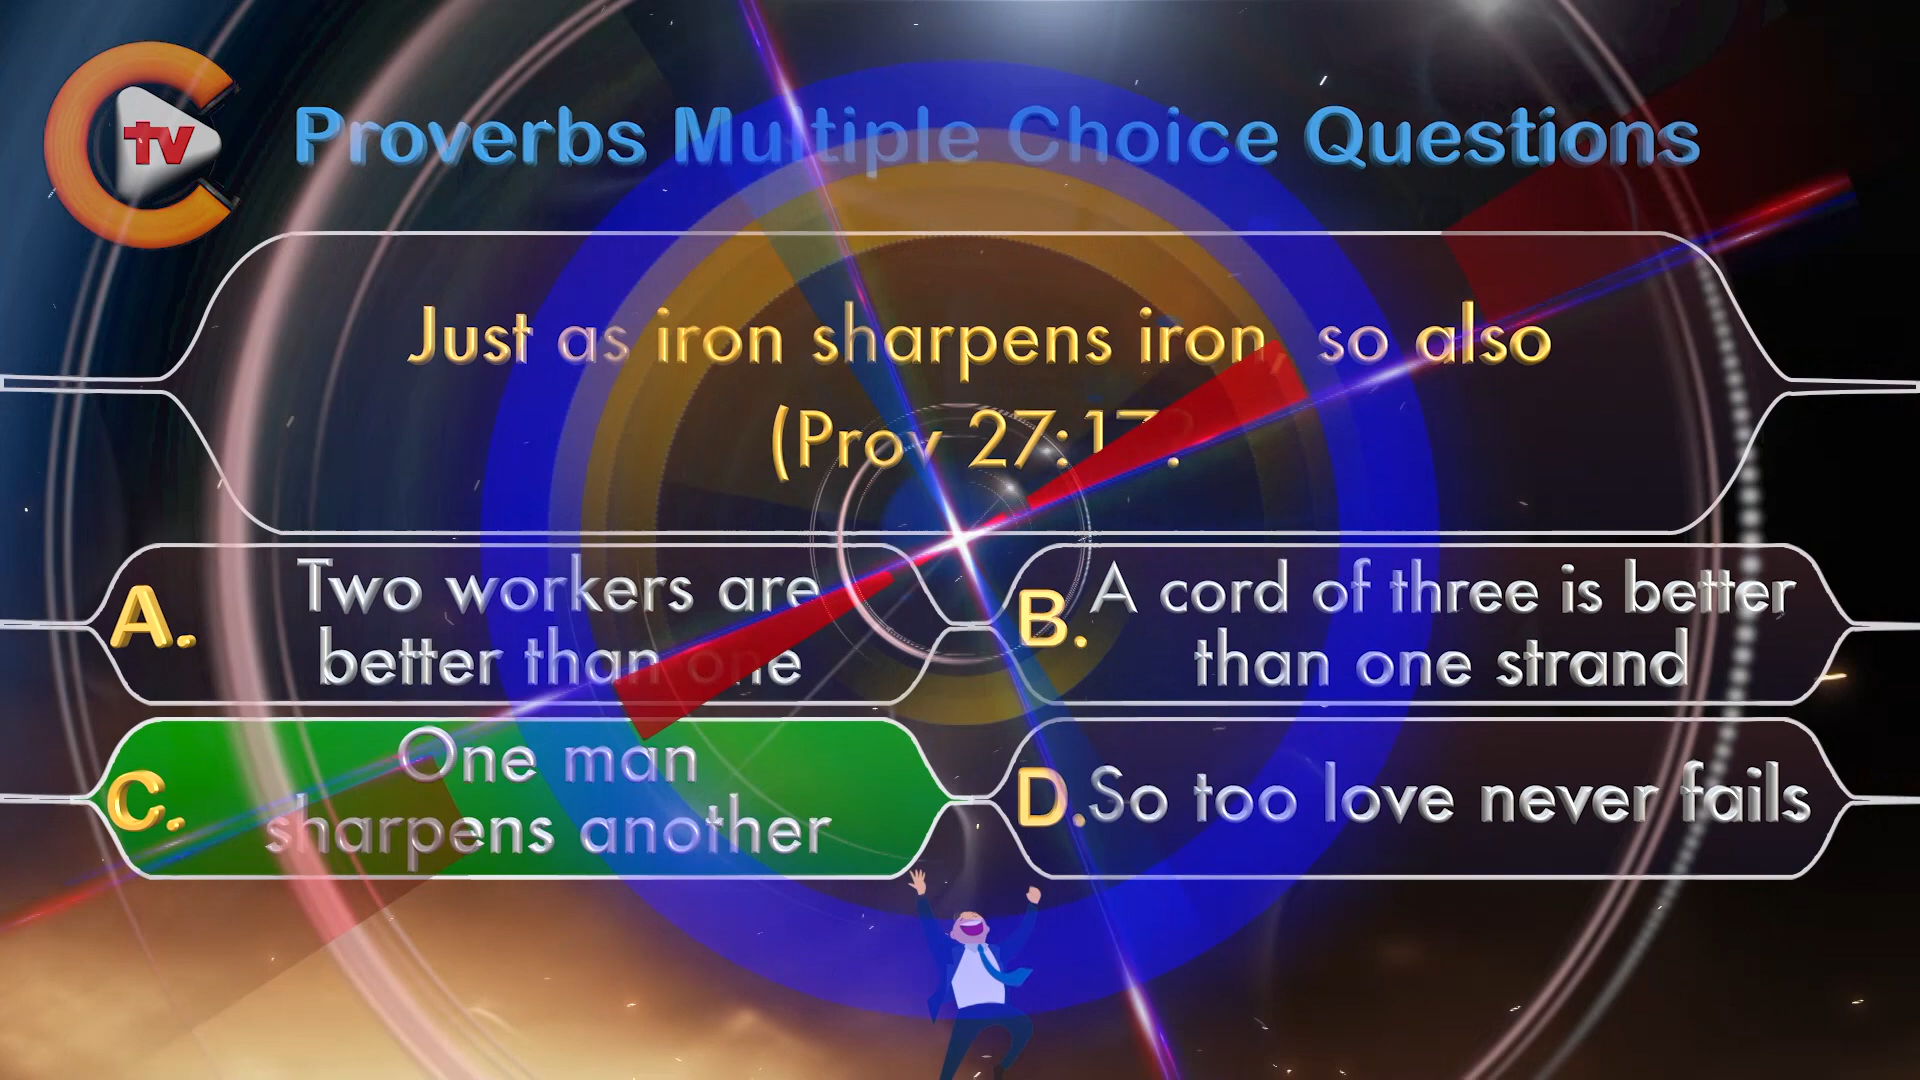 TV
Proverbs Multiple Choice Questions
Just as iron sharpens iron, so also
(Prov 27:17?
A. Two workers are
better than one
B. A cord of three is better
than one strand
C. One man
sharpens another
D. So too love never fails